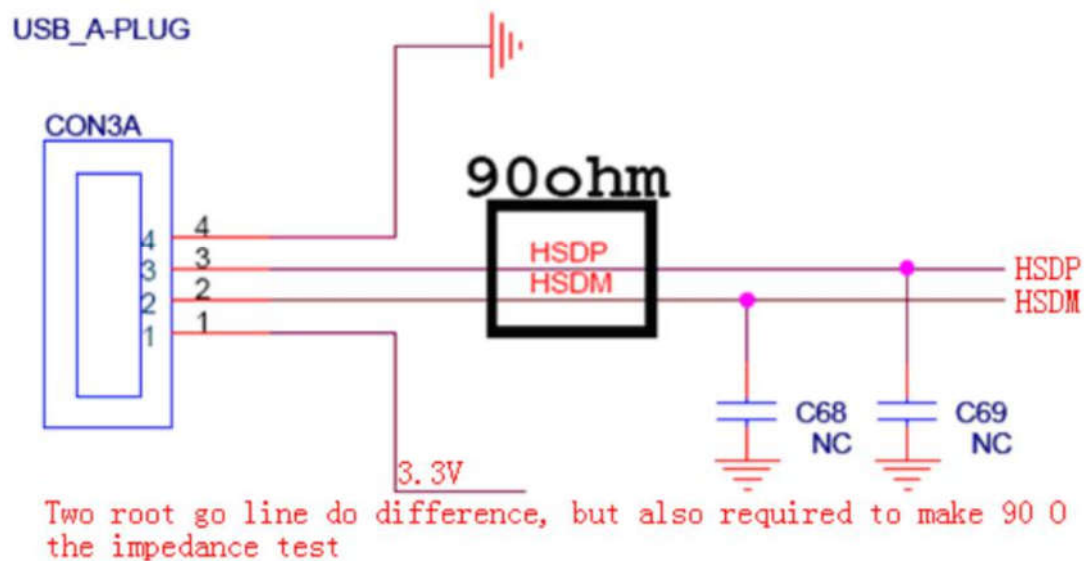 USB_A-PLUG
CON3A
90ohm
4 4
3 3
2 2
1 1
HSDP
HSDM
HSDP
HSDM
C68
NC
C69
NC
3.3V
Two root go line do difference, but also required to make 90 O
the impedance test